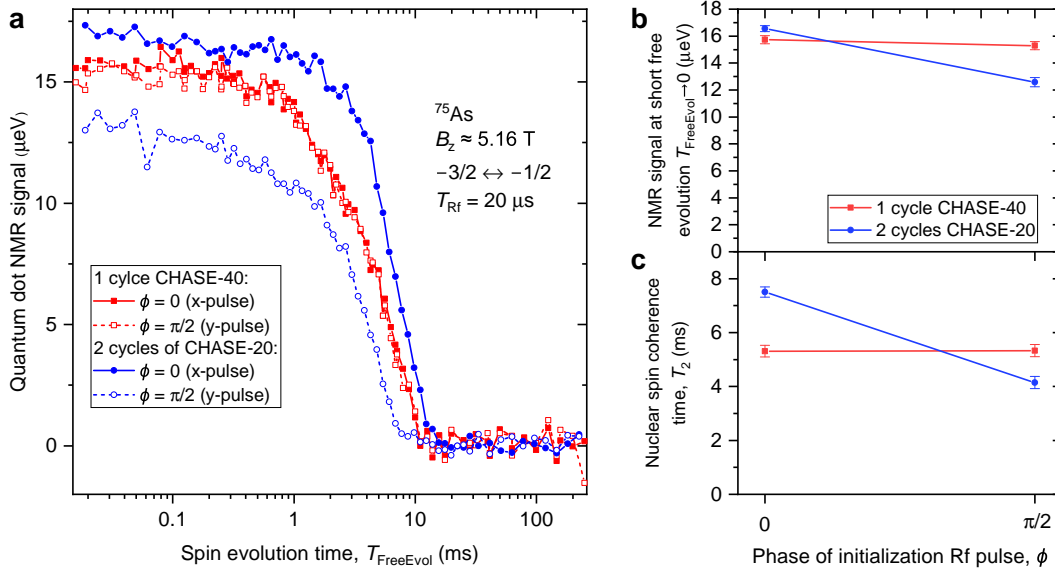 a
Quantum dot NMR signal (μeV)
15
10
5
0
⁷⁵As
B_z ≈ 5.16 T
−3/2 ↔ −1/2
T_Rf = 20 μs
1 cylce CHASE-40:
ϕ = 0 (x-pulse)
ϕ = π/2 (y-pulse)
2 cycles of CHASE-20:
ϕ = 0 (x-pulse)
ϕ = π/2 (y-pulse)
0.1 1 10 100
Spin evolution time, T_FreeEvol (ms)
b
NMR signal at short free
evolution T_FreeEvol→0 (μeV)
18
16
14
12
10
8
6
4
2
0
1 cycle CHASE-40
2 cycles CHASE-20
c
Nuclear spin coherence
time, T₂ (ms)
8
6
4
2
0
0 π/2
Phase of initialization Rf pulse, ϕ